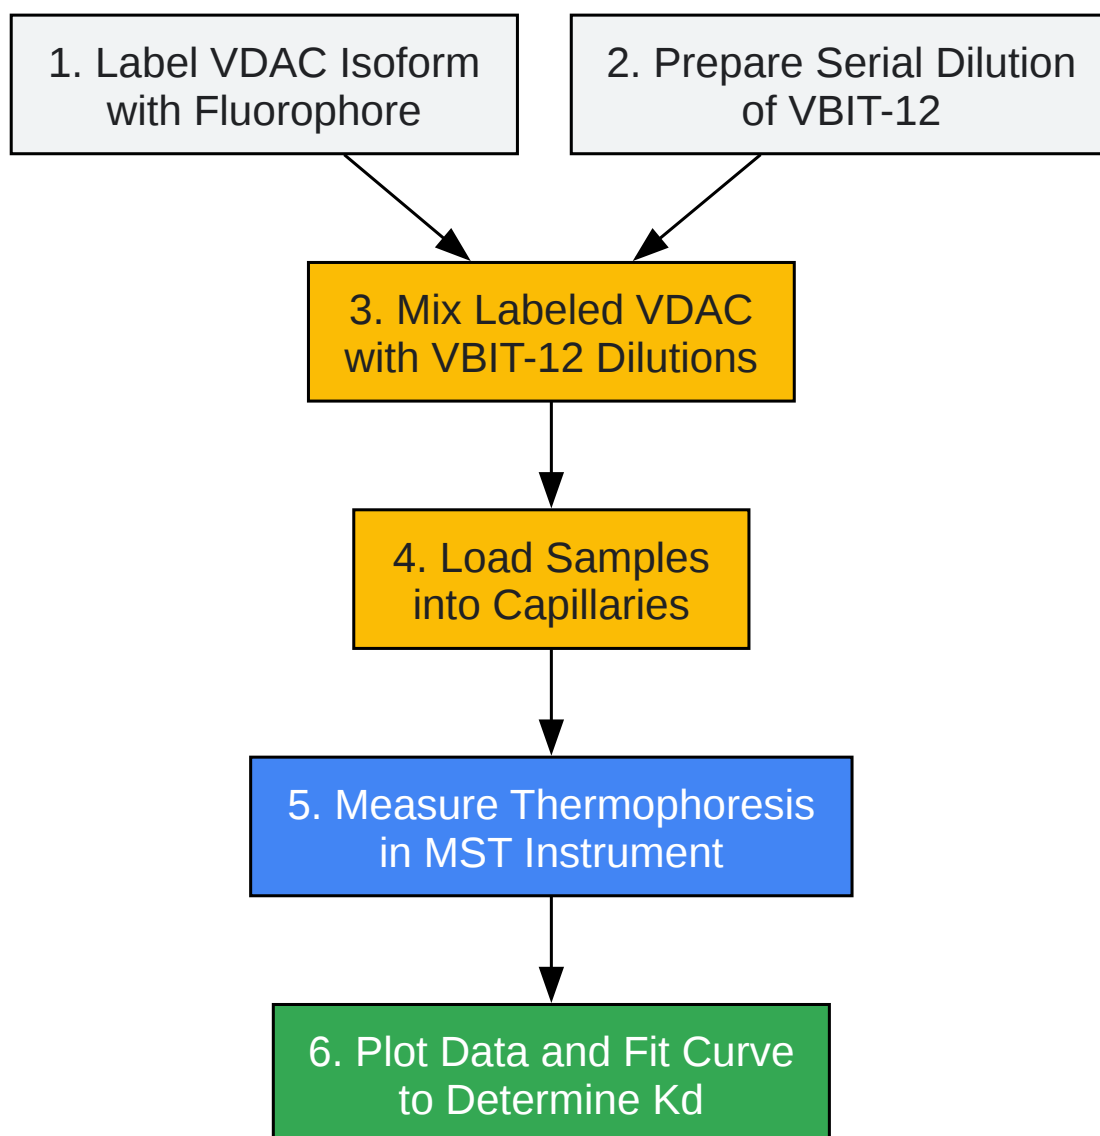 1. Label VDAC Isoform
with Fluorophore
2. Prepare Serial Dilution
of VBIT-12
3. Mix Labeled VDAC
with VBIT-12 Dilutions
4. Load Samples
into Capillaries
5. Measure Thermophoresis
in MST Instrument
6. Plot Data and Fit Curve
to Determine Kd